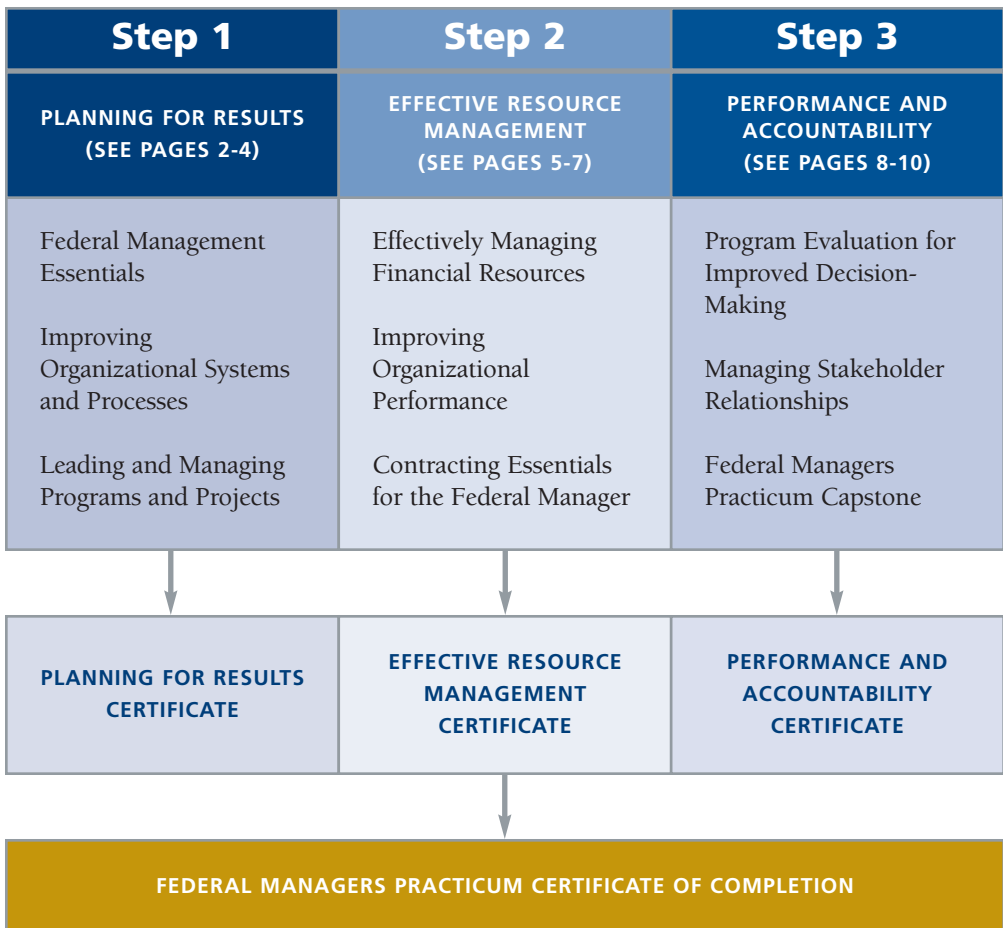 Step 1
PLANNING FOR RESULTS
(SEE PAGES 2-4)
Federal Management
Essentials
Improving
Organizational Systems
and Processes
Leading and Managing
Programs and Projects
Step 2
EFFECTIVE RESOURCE
MANAGEMENT
(SEE PAGES 5-7)
Effectively Managing
Financial Resources
Improving
Organizational
Performance
Contracting Essentials
for the Federal Manager
Step 3
PERFORMANCE AND
ACCOUNTABILITY
(SEE PAGES 8-10)
Program Evaluation for
Improved Decision-
Making
Managing Stakeholder
Relationships
Federal Managers
Practicum Capstone
PLANNING FOR RESULTS
CERTIFICATE
EFFECTIVE RESOURCE
MANAGEMENT
CERTIFICATE
PERFORMANCE AND
ACCOUNTABILITY
CERTIFICATE
FEDERAL MANAGERS PRACTICUM CERTIFICATE OF COMPLETION